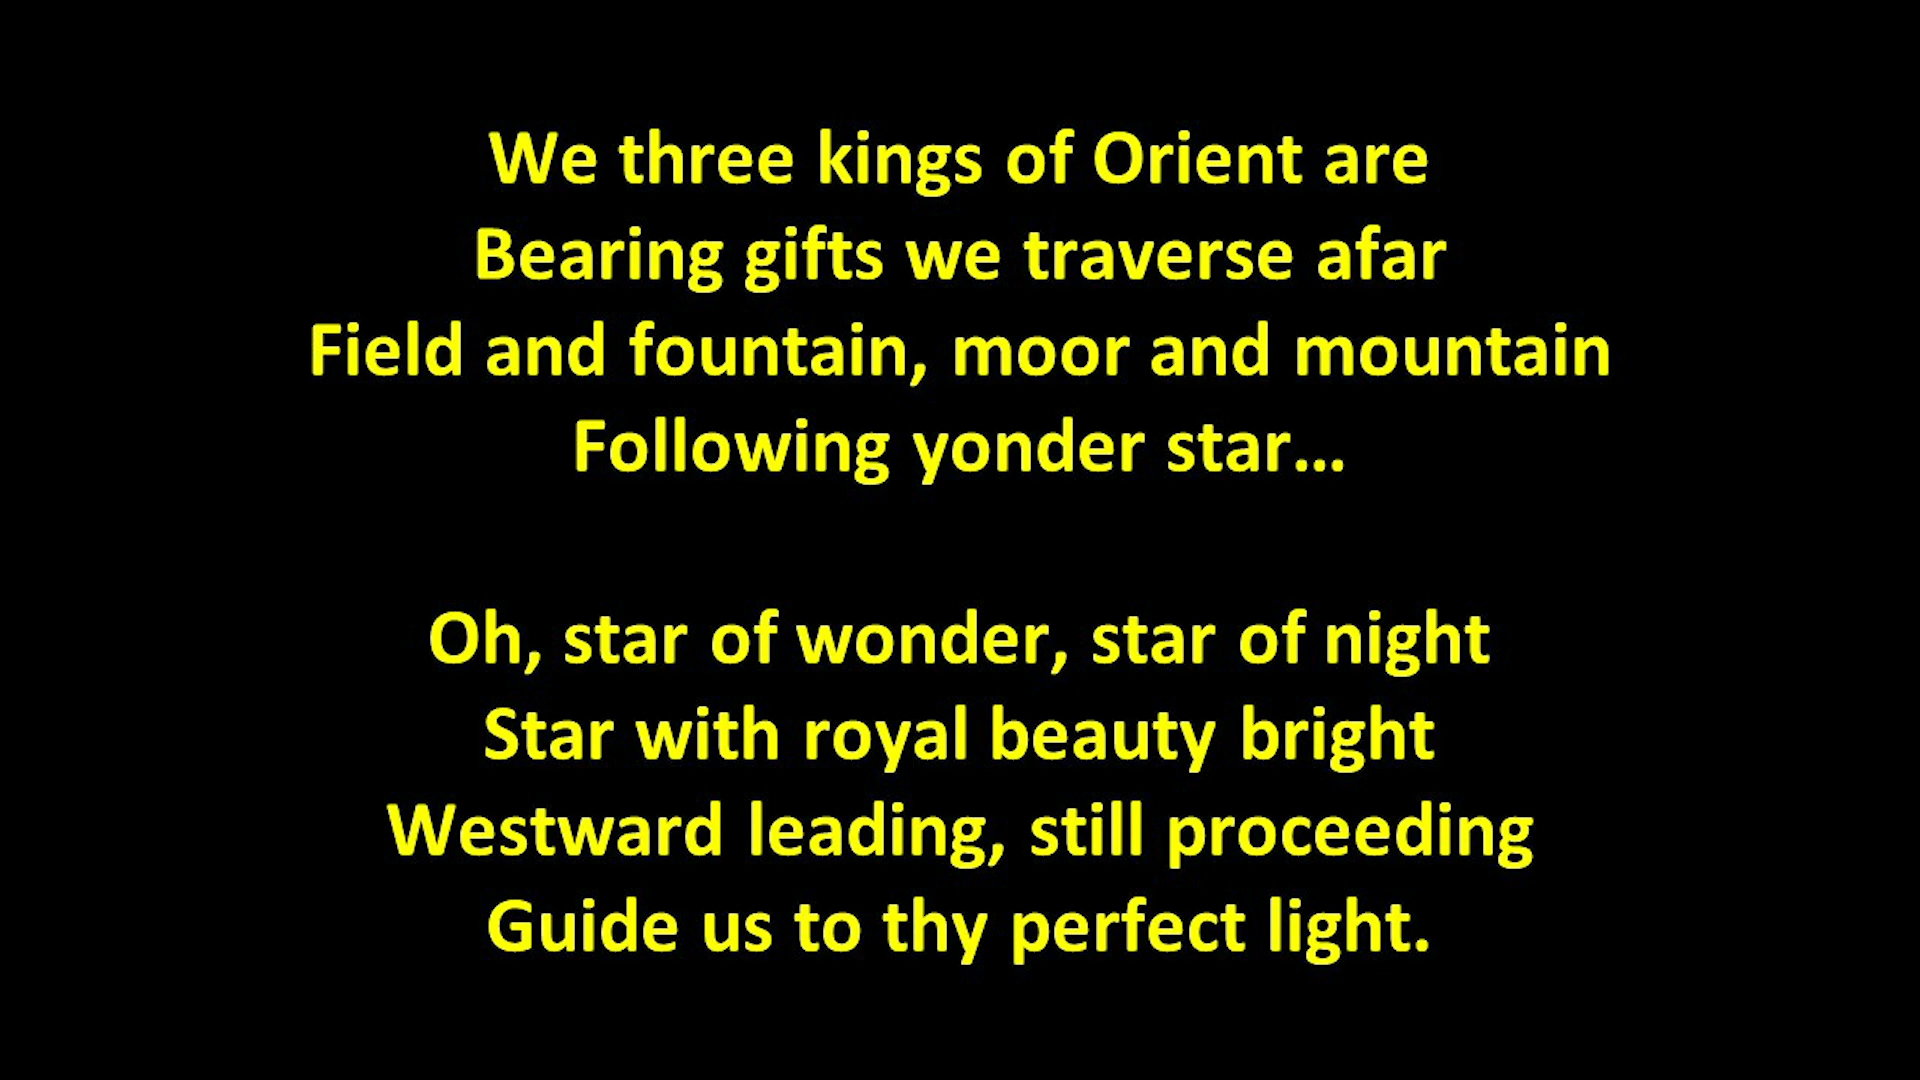 We three kings of Orient are
Bearing gifts we traverse afar
Field and fountain, moor and mountain
Following yonder star...
Oh, star of wonder, star of night
Star with royal beauty bright
Westward leading, still proceeding
Guide us to thy perfect light.